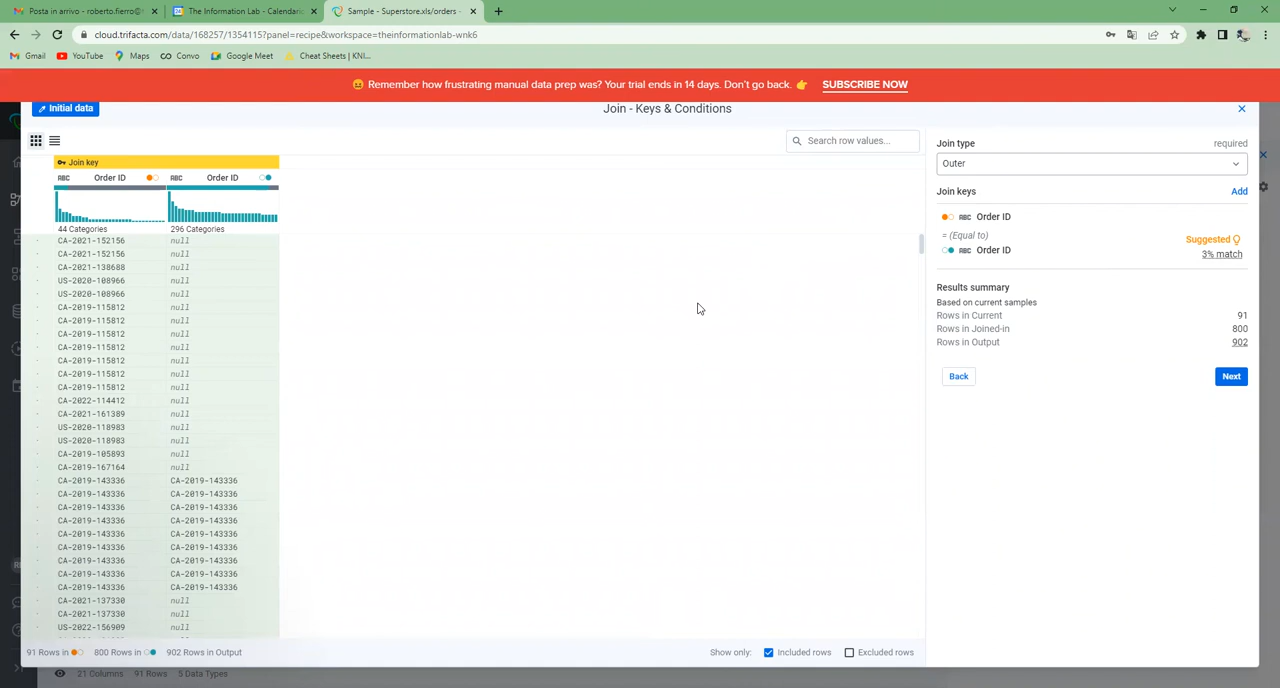 Posta in arrivo - roberto.fierro@
The Information Lab - Calendario
Sample - Superstore.xls/orders -
cloud.trifacta.com/data/168257/1354115?panel=recipe&workspace=theinformationlab-wnk6
Gmail YouTube Maps Convo Google Meet Cheat Sheets | KNI...
Remember how frustrating manual data prep was? Your trial ends in 14 days. Don't go back. SUBSCRIBE NOW
Initial data
Join - Keys & Conditions
Search row values...
Join key
ABC Order ID ABC Order ID
44 Categories 296 Categories
CA-2021-152156 null
CA-2021-152156 null
CA-2021-138688 null
US-2020-108966 null
US-2020-108966 null
CA-2019-115812 null
CA-2019-115812 null
CA-2019-115812 null
CA-2019-115812 null
CA-2019-115812 null
CA-2019-115812 null
CA-2019-115812 null
CA-2022-114412 null
CA-2021-161389 null
US-2020-118983 null
US-2020-118983 null
CA-2019-105893 null
CA-2019-167164 null
CA-2019-143336 CA-2019-143336
CA-2019-143336 CA-2019-143336
CA-2019-143336 CA-2019-143336
CA-2019-143336 CA-2019-143336
CA-2019-143336 CA-2019-143336
CA-2019-143336 CA-2019-143336
CA-2019-143336 CA-2019-143336
CA-2019-143336 CA-2019-143336
CA-2019-143336 CA-2019-143336
CA-2021-137330 null
CA-2021-137330 null
US-2022-156909 null
91 Rows in 800 Rows in 902 Rows in Output
Show only: Included rows Excluded rows
Join type required
Outer
Join keys Add
ABC Order ID
= (Equal to)
Suggested
ABC Order ID
3% match
Results summary
Based on current samples
Rows in Current 91
Rows in Joined-in 800
Rows in Output 902
Back Next
21 Columns 91 Rows 5 Data Types